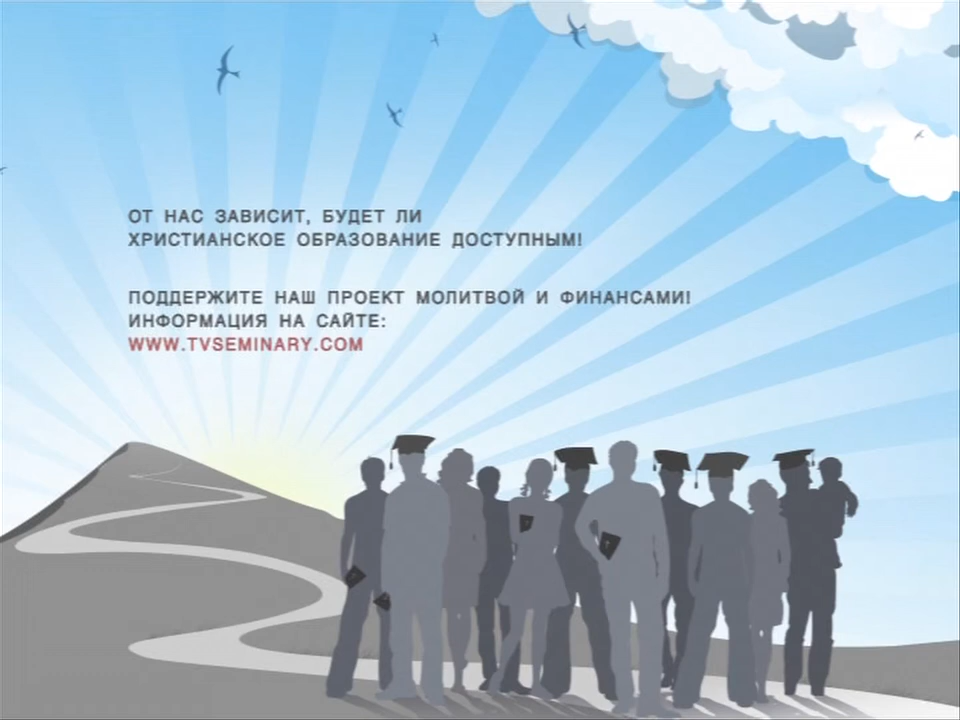 ОТ НАС ЗАВИСИТ, БУДЕТ ЛИ
ХРИСТИАНСКОЕ ОБРАЗОВАНИЕ ДОСТУПНЫМ!
ПОДДЕРЖИТЕ НАШ ПРОЕКТ МОЛИТВОЙ И ФИНАНСАМИ!
ИНФОРМАЦИЯ НА САЙТЕ:
WWW.TVSEMINARY.COM